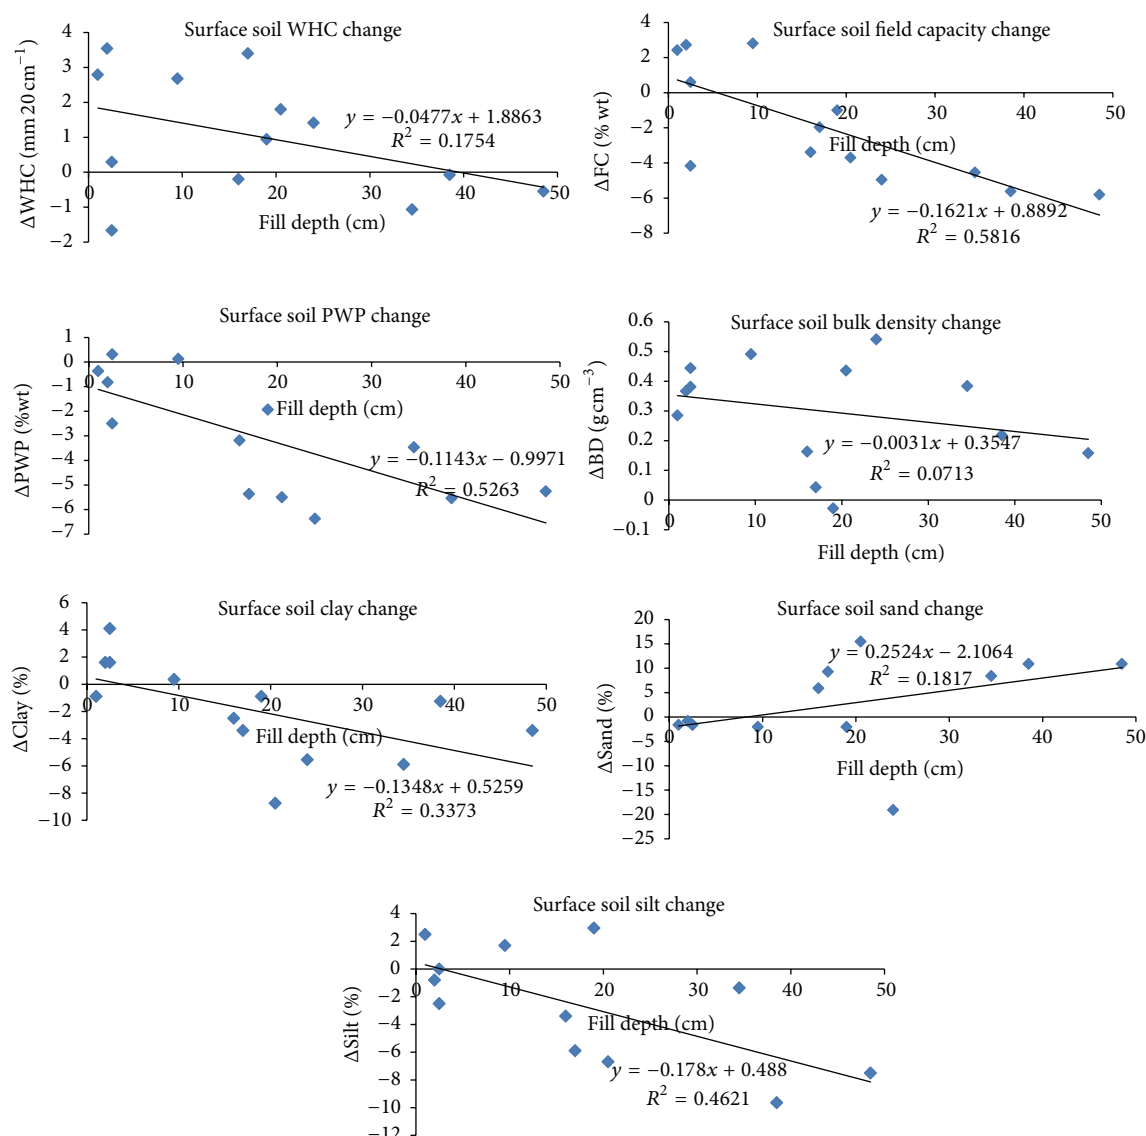 Surface soil WHC change
ΔWHC (mm 20 cm⁻¹)
4
3
2
1
0
−1
−2
0 10 20 30 40 50
Fill depth (cm)
y = −0.0477x + 1.8863
R² = 0.1754
Surface soil field capacity change
ΔFC (% wt)
4
2
0
−2
−4
−6
−8
0 10 20 30 40 50
Fill depth (cm)
y = −0.1621x + 0.8892
R² = 0.5816
Surface soil PWP change
ΔPWP (%wt)
1
0
−1
−2
−3
−4
−5
−6
−7
0 10 20 30 40 50
Fill depth (cm)
y = −0.1143x − 0.9971
R² = 0.5263
Surface soil bulk density change
ΔBD (g cm⁻³)
0.6
0.5
0.4
0.3
0.2
0.1
0
−0.1
0 10 20 30 40 50
y = −0.0031x + 0.3547
R² = 0.0713
Fill depth (cm)
Surface soil clay change
ΔClay (%)
6
4
2
0
−2
−4
−6
−8
−10
0 10 20 30 40 50
Fill depth (cm)
y = −0.1348x + 0.5259
R² = 0.3373
Surface soil sand change
ΔSand (%)
20
15
10
5
0
−5
−10
−15
−20
−25
y = 0.2524x − 2.1064
R² = 0.1817
0 10 20 30 40 50
Fill depth (cm)
Surface soil silt change
ΔSilt (%)
4
2
0
−2
−4
−6
−8
−10
−12
0 10 20 30 40 50
Fill depth (cm)
y = −0.178x + 0.488
R² = 0.4621